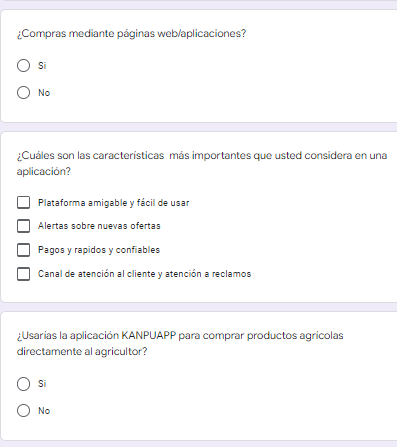 ¿Compras mediante páginas web/aplicaciones?
Si
No
¿Cuáles son las características más importantes que usted considera en una
aplicación?
Plataforma amigable y fácil de usar
Alertas sobre nuevas ofertas
Pagos y rapidos y confiables
Canal de atención al cliente y atención a reclamos
¿Usarías la aplicación KANPUAPP para comprar productos agrícolas
directamente al agricultor?
Si
No